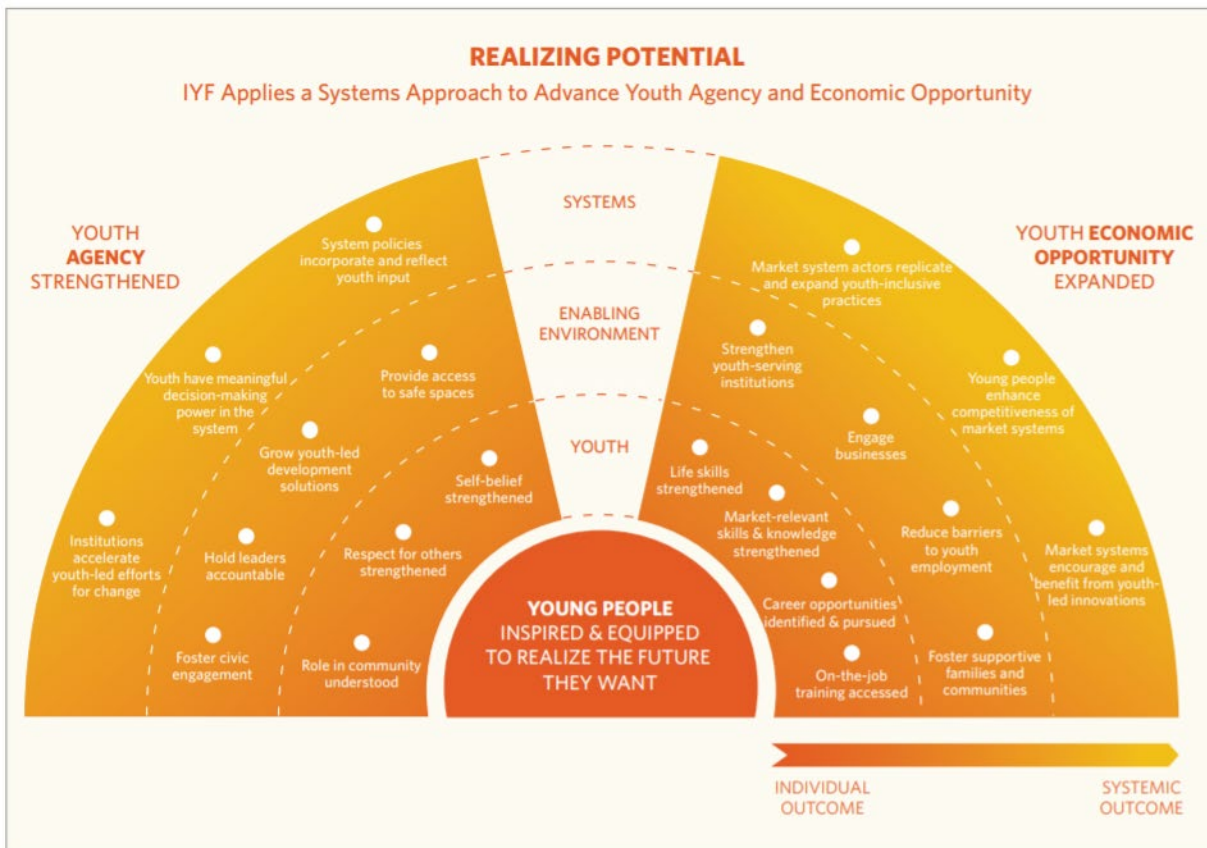 REALIZING POTENTIAL
IYF Applies a Systems Approach to Advance Youth Agency and Economic Opportunity
YOUTH
AGENCY
STRENGTHENED
System policies
incorporate and reflect
youth input
Youth have meaningful
decision-making
power in the
system
Institutions
accelerate
youth-led efforts
for change
Provide access
to safe spaces
Grow youth-led
development
solutions
Hold leaders
accountable
Foster civic
engagement
Self-belief
strengthened
Respect for others
strengthened
Role in community
understood
SYSTEMS
ENABLING
ENVIRONMENT
YOUTH
YOUNG PEOPLE
INSPIRED & EQUIPPED
TO REALIZE THE FUTURE
THEY WANT
YOUTH ECONOMIC
OPPORTUNITY
EXPANDED
Market system actors replicate
and expand youth-inclusive
practices
Young people
enhance
competitiveness of
market systems
Market systems
encourage and
benefit from youth-
led innovations
Strengthen
youth-serving
institutions
Engage
businesses
Reduce barriers
to youth
employment
Foster supportive
families and
communities
Life skills
strengthened
Market-relevant
skills & knowledge
strengthened
Career opportunities
identified & pursued
On-the-job
training accessed
INDIVIDUAL
OUTCOME
SYSTEMIC
OUTCOME